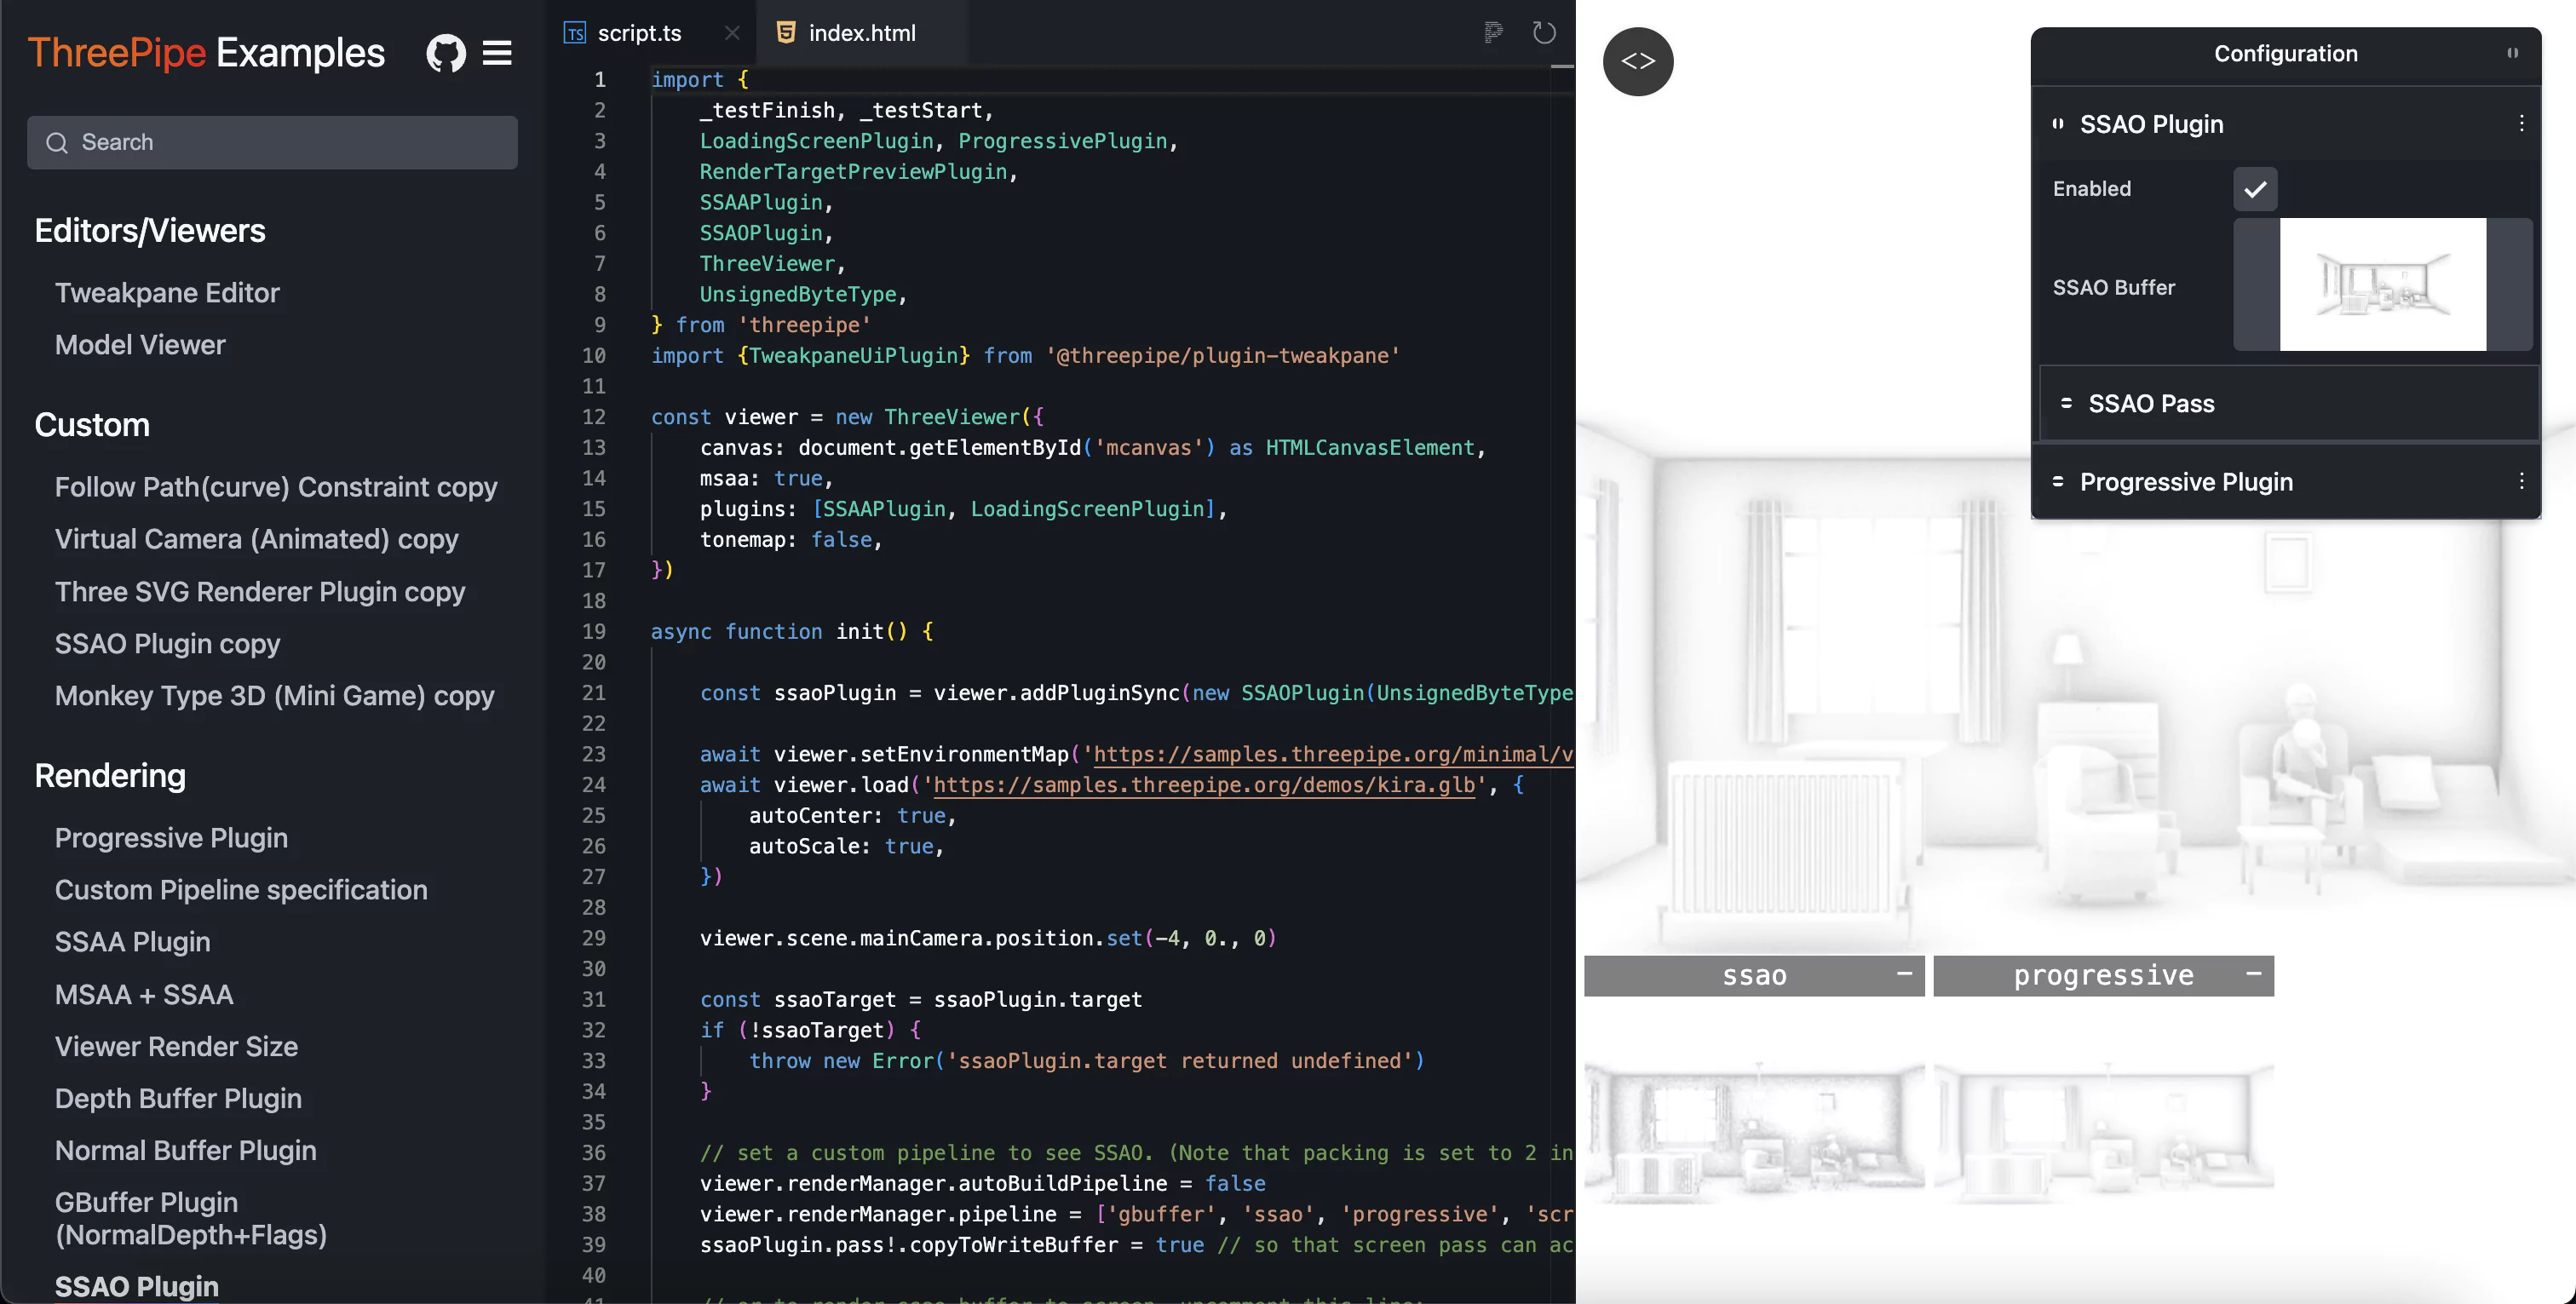 ThreePipe Examples
Search
Editors/Viewers
Tweakpane Editor
Model Viewer
Custom
Follow Path(curve) Constraint copy
Virtual Camera (Animated) copy
Three SVG Renderer Plugin copy
SSAO Plugin copy
Monkey Type 3D (Mini Game) copy
Rendering
Progressive Plugin
Custom Pipeline specification
SSAA Plugin
MSAA + SSAA
Viewer Render Size
Depth Buffer Plugin
Normal Buffer Plugin
GBuffer Plugin
(NormalDepth+Flags)
SSAO Plugin
TS script.ts
index.html
1 import {
2     _testFinish, _testStart,
3     LoadingScreenPlugin, ProgressivePlugin,
4     RenderTargetPreviewPlugin,
5     SSAAPlugin,
6     SSAOPlugin,
7     ThreeViewer,
8     UnsignedByteType,
9 } from 'threepipe'
10 import {TweakpaneUiPlugin} from '@threepipe/plugin-tweakpane'
11
12 const viewer = new ThreeViewer({
13     canvas: document.getElementById('mcanvas') as HTMLCanvasElement,
14     msaa: true,
15     plugins: [SSAAPlugin, LoadingScreenPlugin],
16     tonemap: false,
17 })
18
19 async function init() {
20
21     const ssaoPlugin = viewer.addPluginSync(new SSAOPlugin(UnsignedByteType
22
23     await viewer.setEnvironmentMap('https://samples.threepipe.org/minimal/v
24     await viewer.load('https://samples.threepipe.org/demos/kira.glb', {
25         autoCenter: true,
26         autoScale: true,
27     })
28
29     viewer.scene.mainCamera.position.set(-4, 0., 0)
30
31     const ssaoTarget = ssaoPlugin.target
32     if (!ssaoTarget) {
33         throw new Error('ssaoPlugin.target returned undefined')
34     }
35
36     // set a custom pipeline to see SSAO. (Note that packing is set to 2 in
37     viewer.renderManager.autoBuildPipeline = false
38     viewer.renderManager.pipeline = ['gbuffer', 'ssao', 'progressive', 'scr
39     ssaoPlugin.pass!.copyToWriteBuffer = true // so that screen pass can ac
40
<>
Configuration
SSAO Plugin
Enabled
SSAO Buffer
SSAO Pass
Progressive Plugin
ssao
progressive